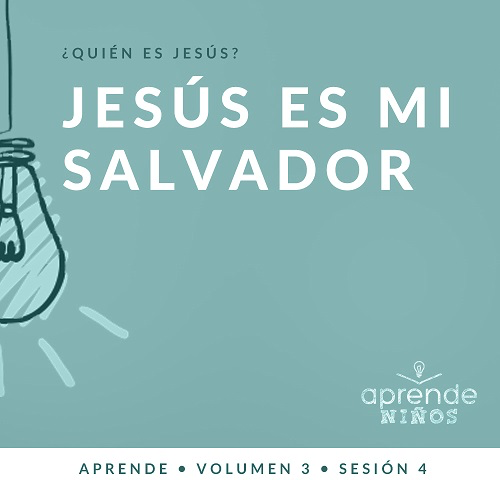 ¿QUIÉN ES JESÚS?
JESÚS ES MI
SALVADOR
aprende
NIÑOS
APRENDE • VOLUMEN 3 • SESIÓN 4